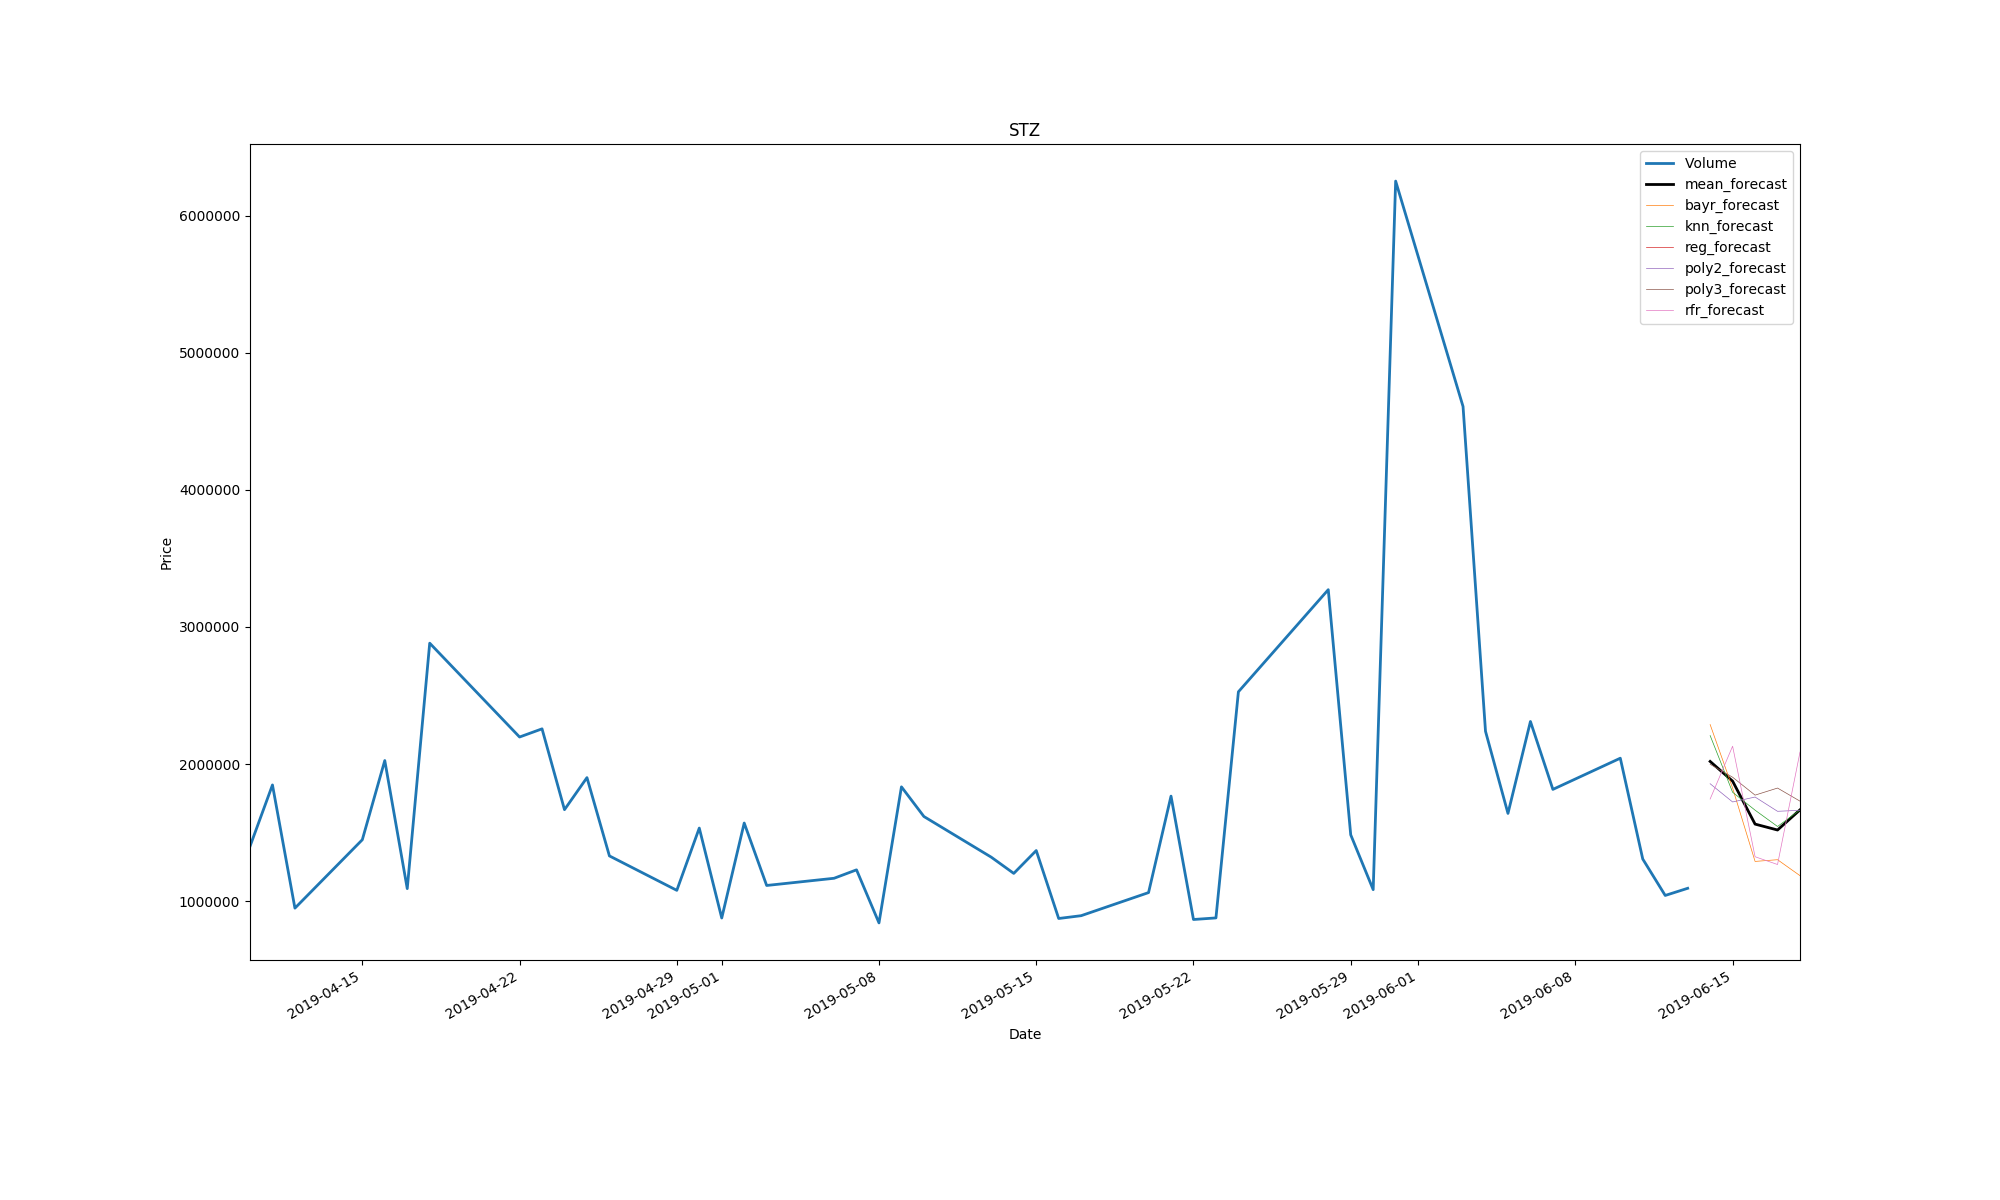 STZ
Volume
mean_forecast
bayr_forecast
knn_forecast
reg_forecast
poly2_forecast
poly3_forecast
rfr_forecast
6000000
5000000
4000000
3000000
2000000
1000000
Price
2019-04-15
2019-04-22
2019-04-29
2019-05-01
2019-05-08
2019-05-15
2019-05-22
2019-05-29
2019-06-01
2019-06-08
2019-06-15
Date